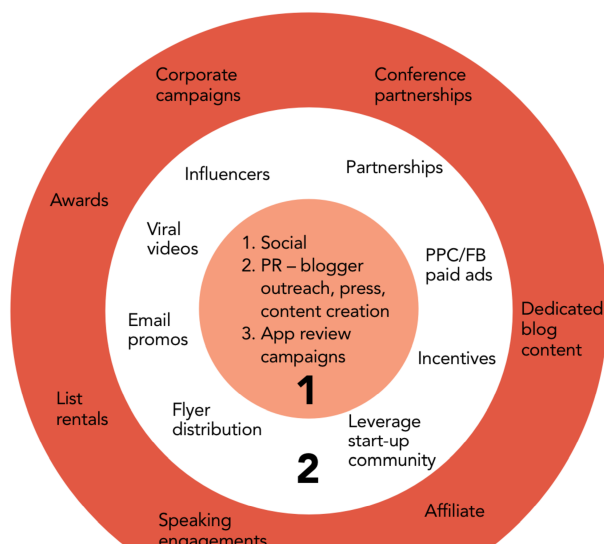 Corporate
campaigns
Conference
partnerships
Influencers
Partnerships
Awards
Viral
videos
1. Social
2. PR – blogger
outreach, press,
content creation
3. App review
campaigns
PPC/FB
paid ads
Email
promos
Dedicated
blog
content
Incentives
1
List
rentals
Flyer
distribution
Leverage
start-up
community
2
Affiliate
Speaking
engagements